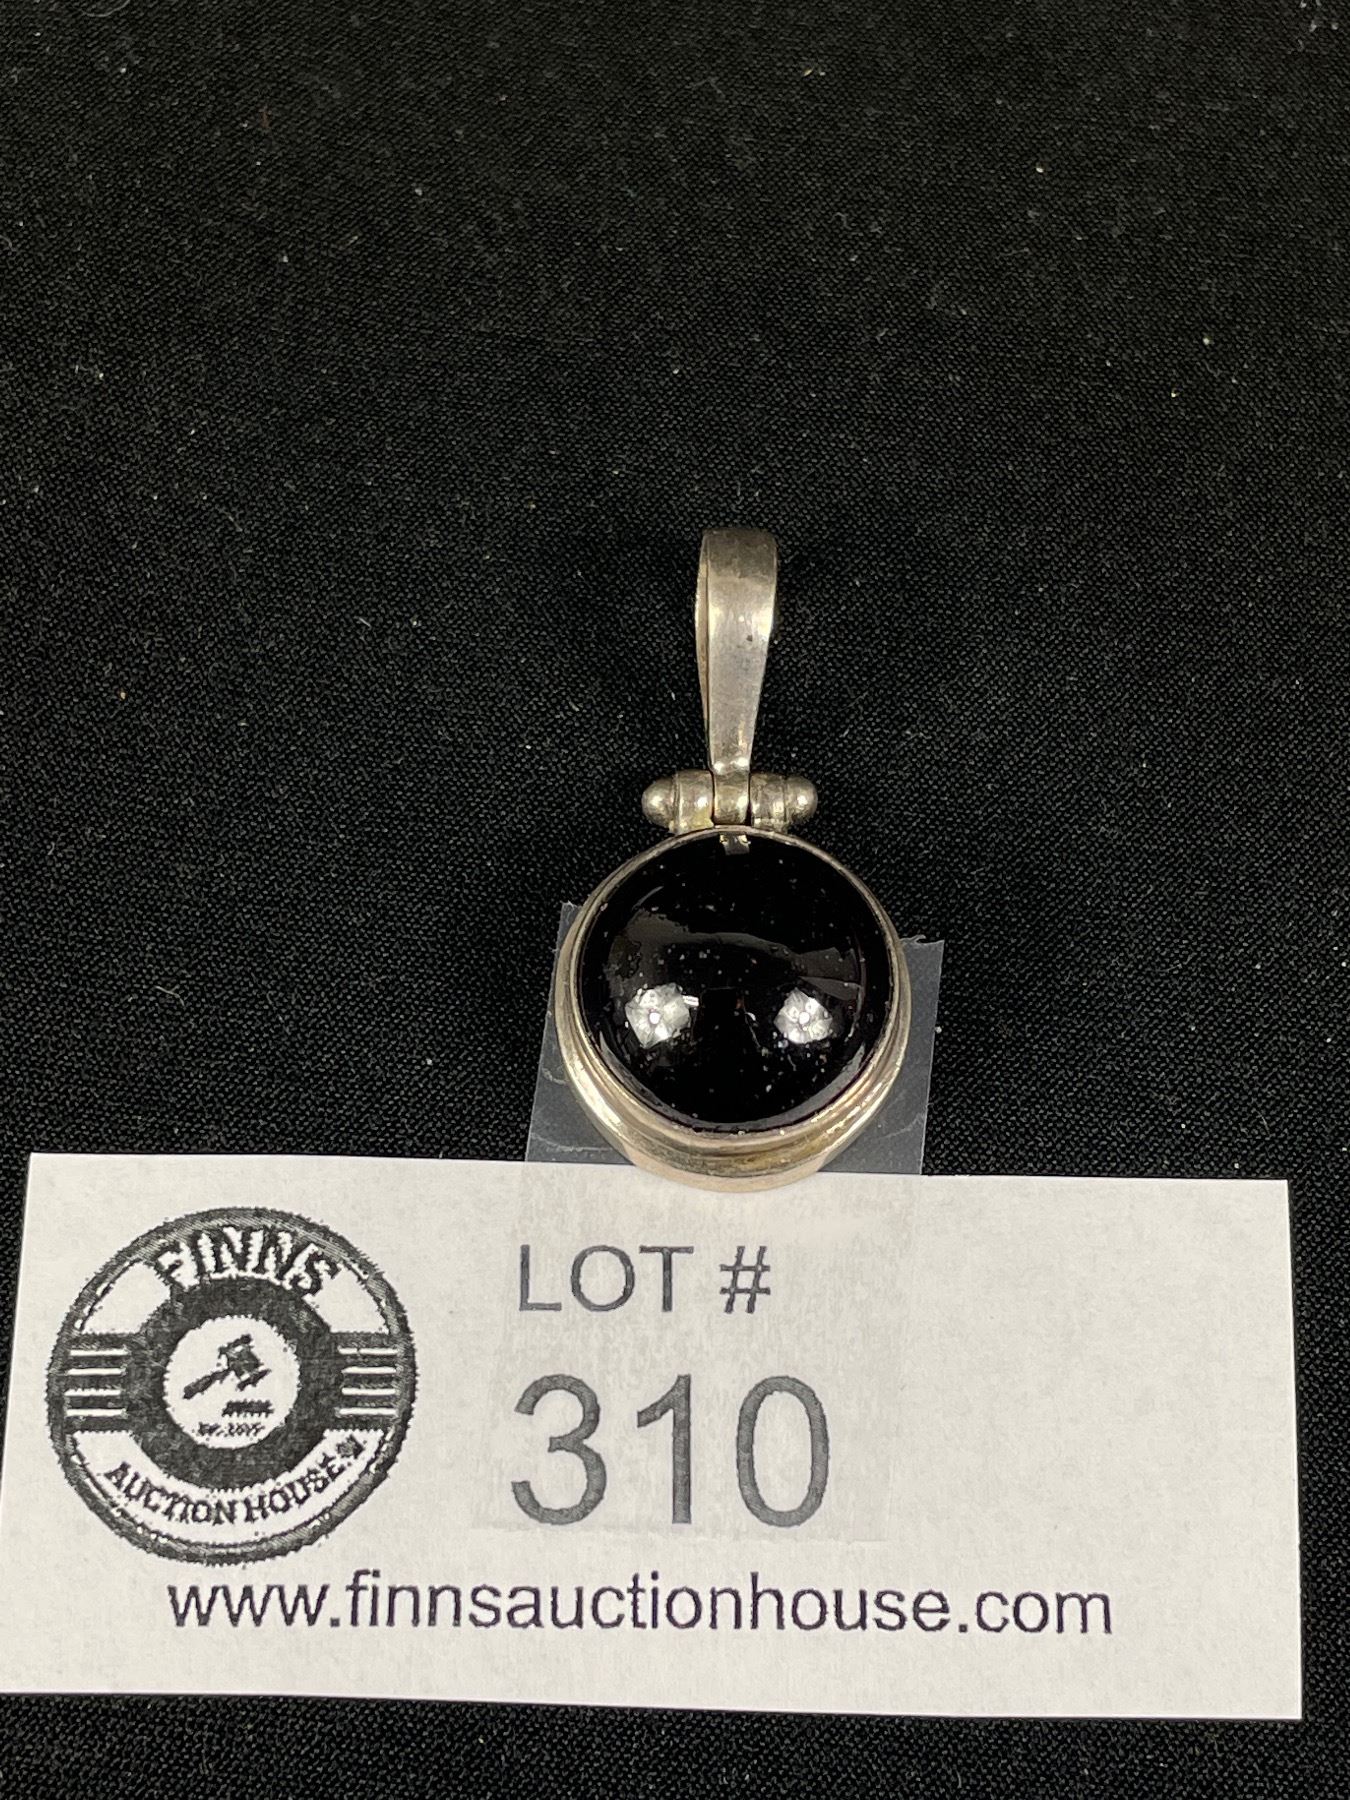 FINNS
AUCTION HOUSE
LOT #
310
www.finnsauctionhouse.com